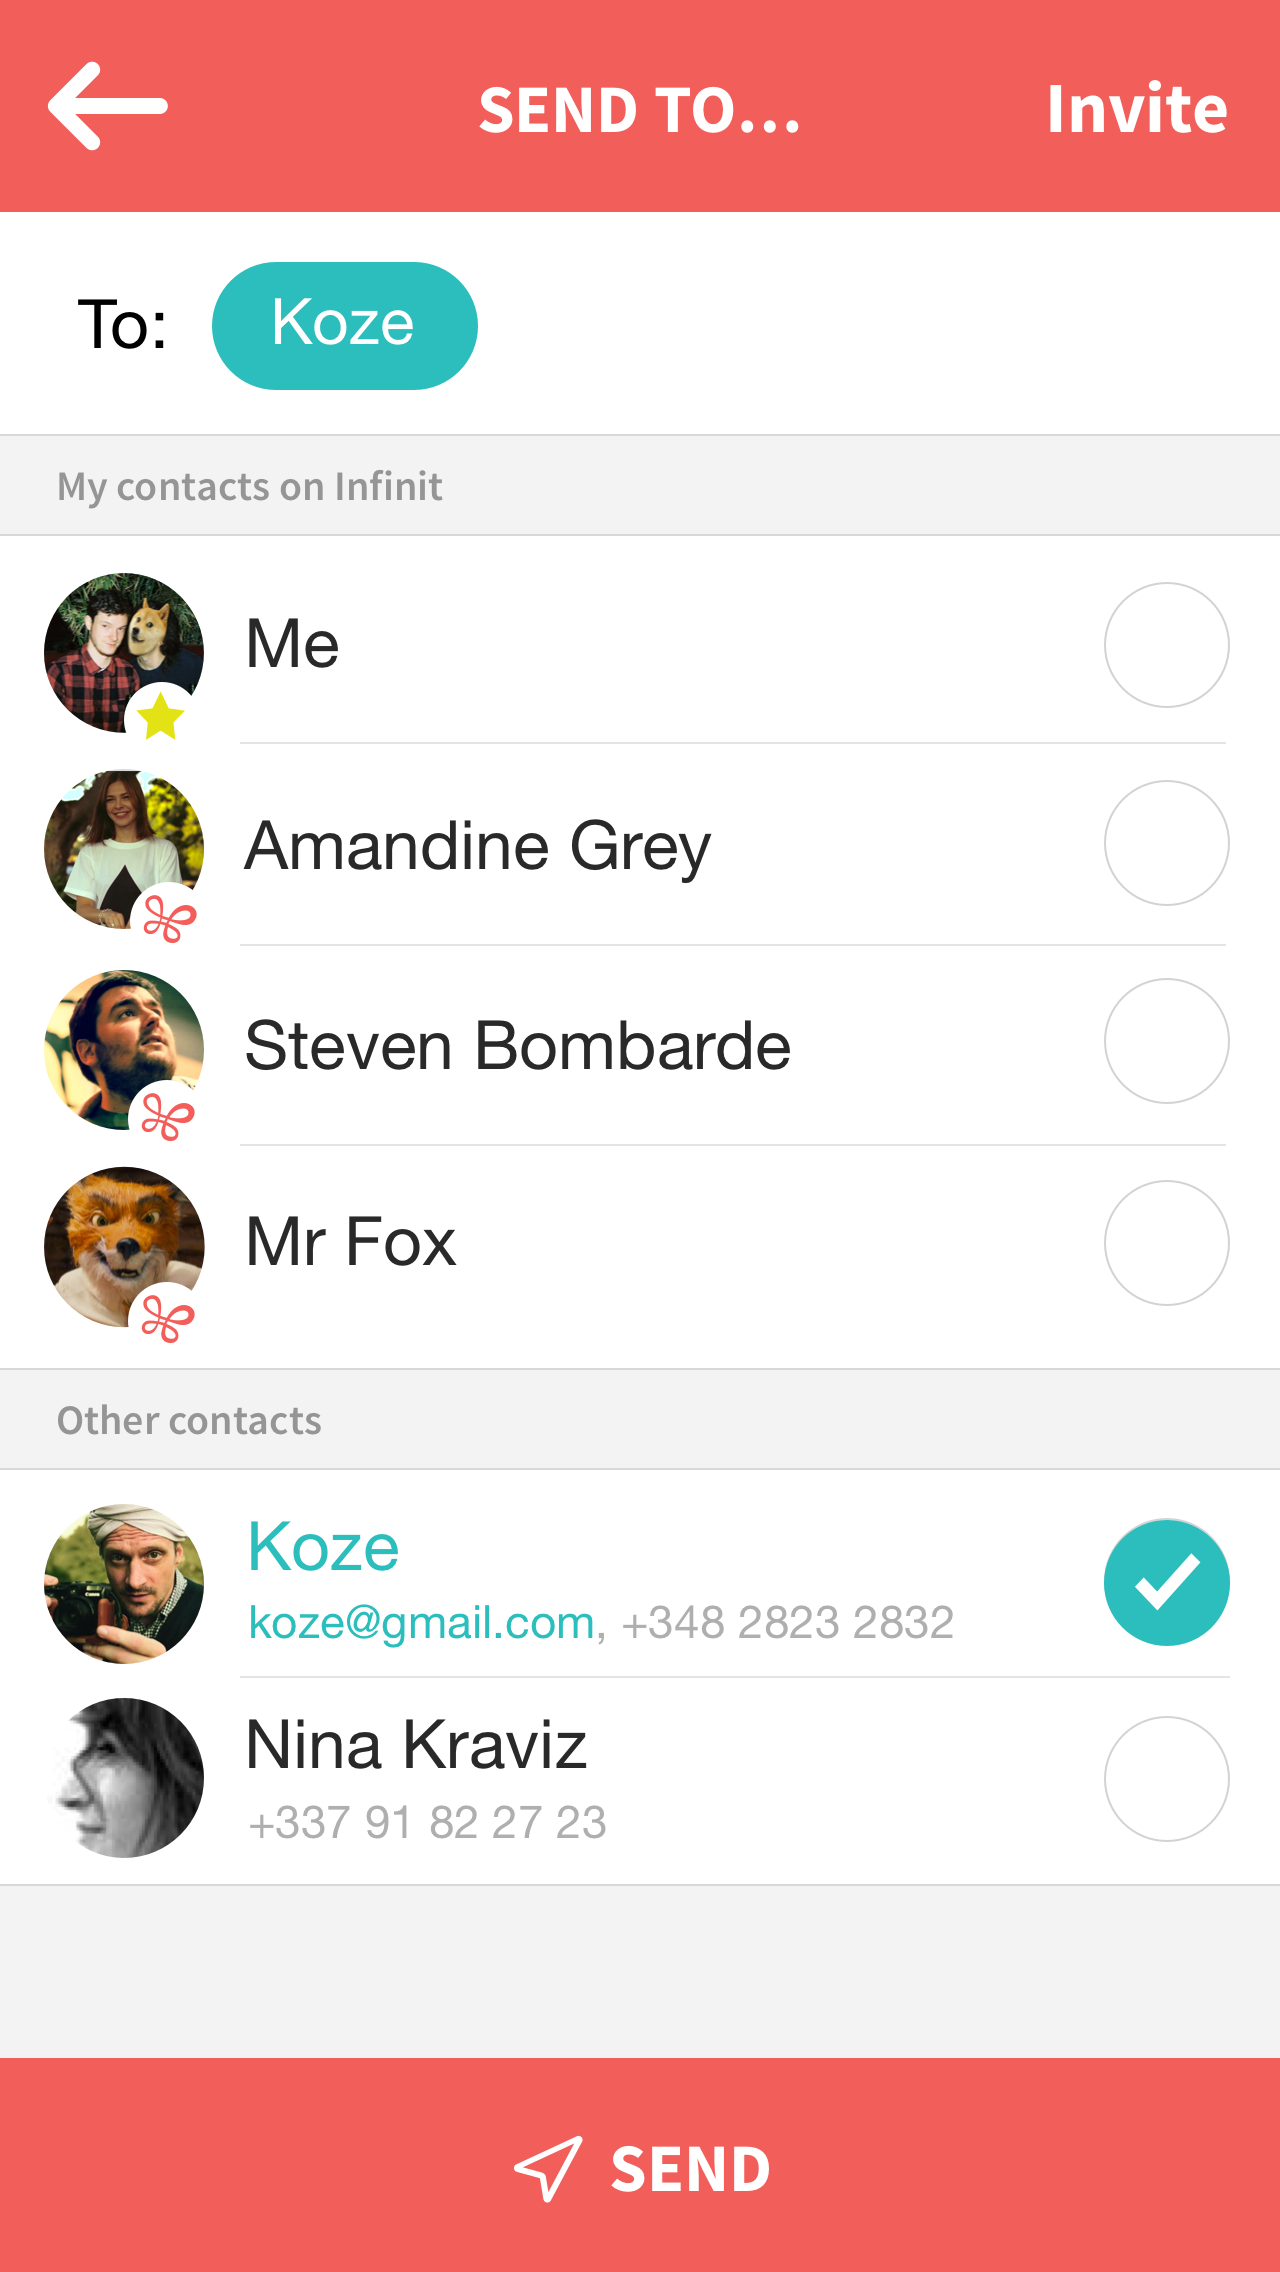 SEND TO...
Invite
To: Koze
My contacts on Infinit
Me
Amandine Grey
Steven Bombarde
Mr Fox
Other contacts
Koze
koze@gmail.com, +348 2823 2832
Nina Kraviz
+337 91 82 27 23
SEND